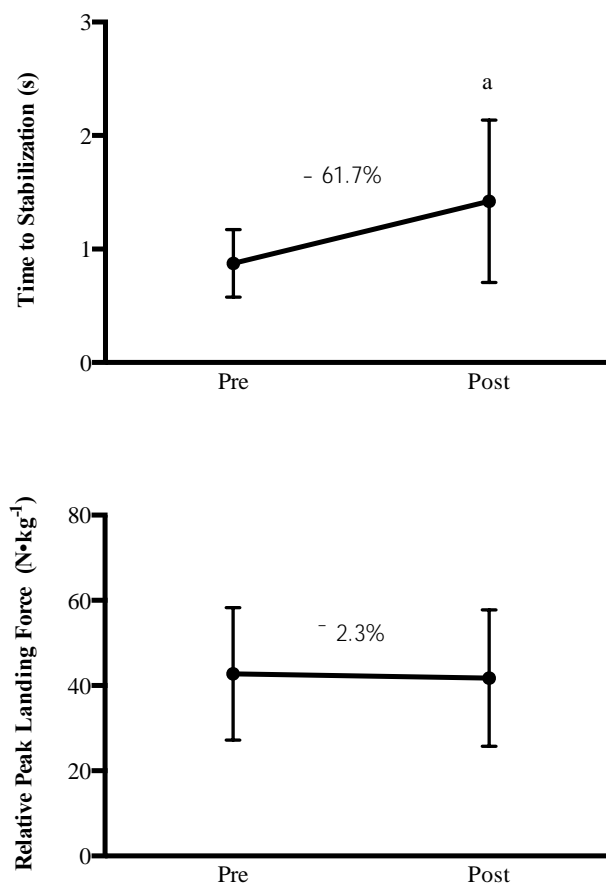 Time to Stabilization (s)
3
2
1
0
a
– 61.7%
Pre Post
Relative Peak Landing Force (N•kg⁻¹)
80
60
40
20
0
– 2.3%
Pre Post